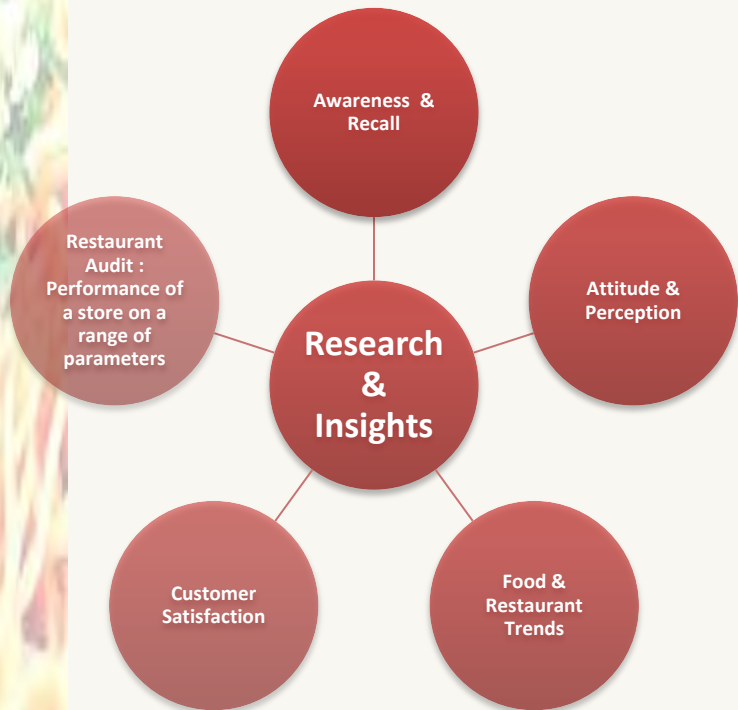 Awareness &
Recall
Restaurant
Audit :
Performance of
a store on a
range of
parameters
Attitude &
Perception
Research
&
Insights
Customer
Satisfaction
Food &
Restaurant
Trends